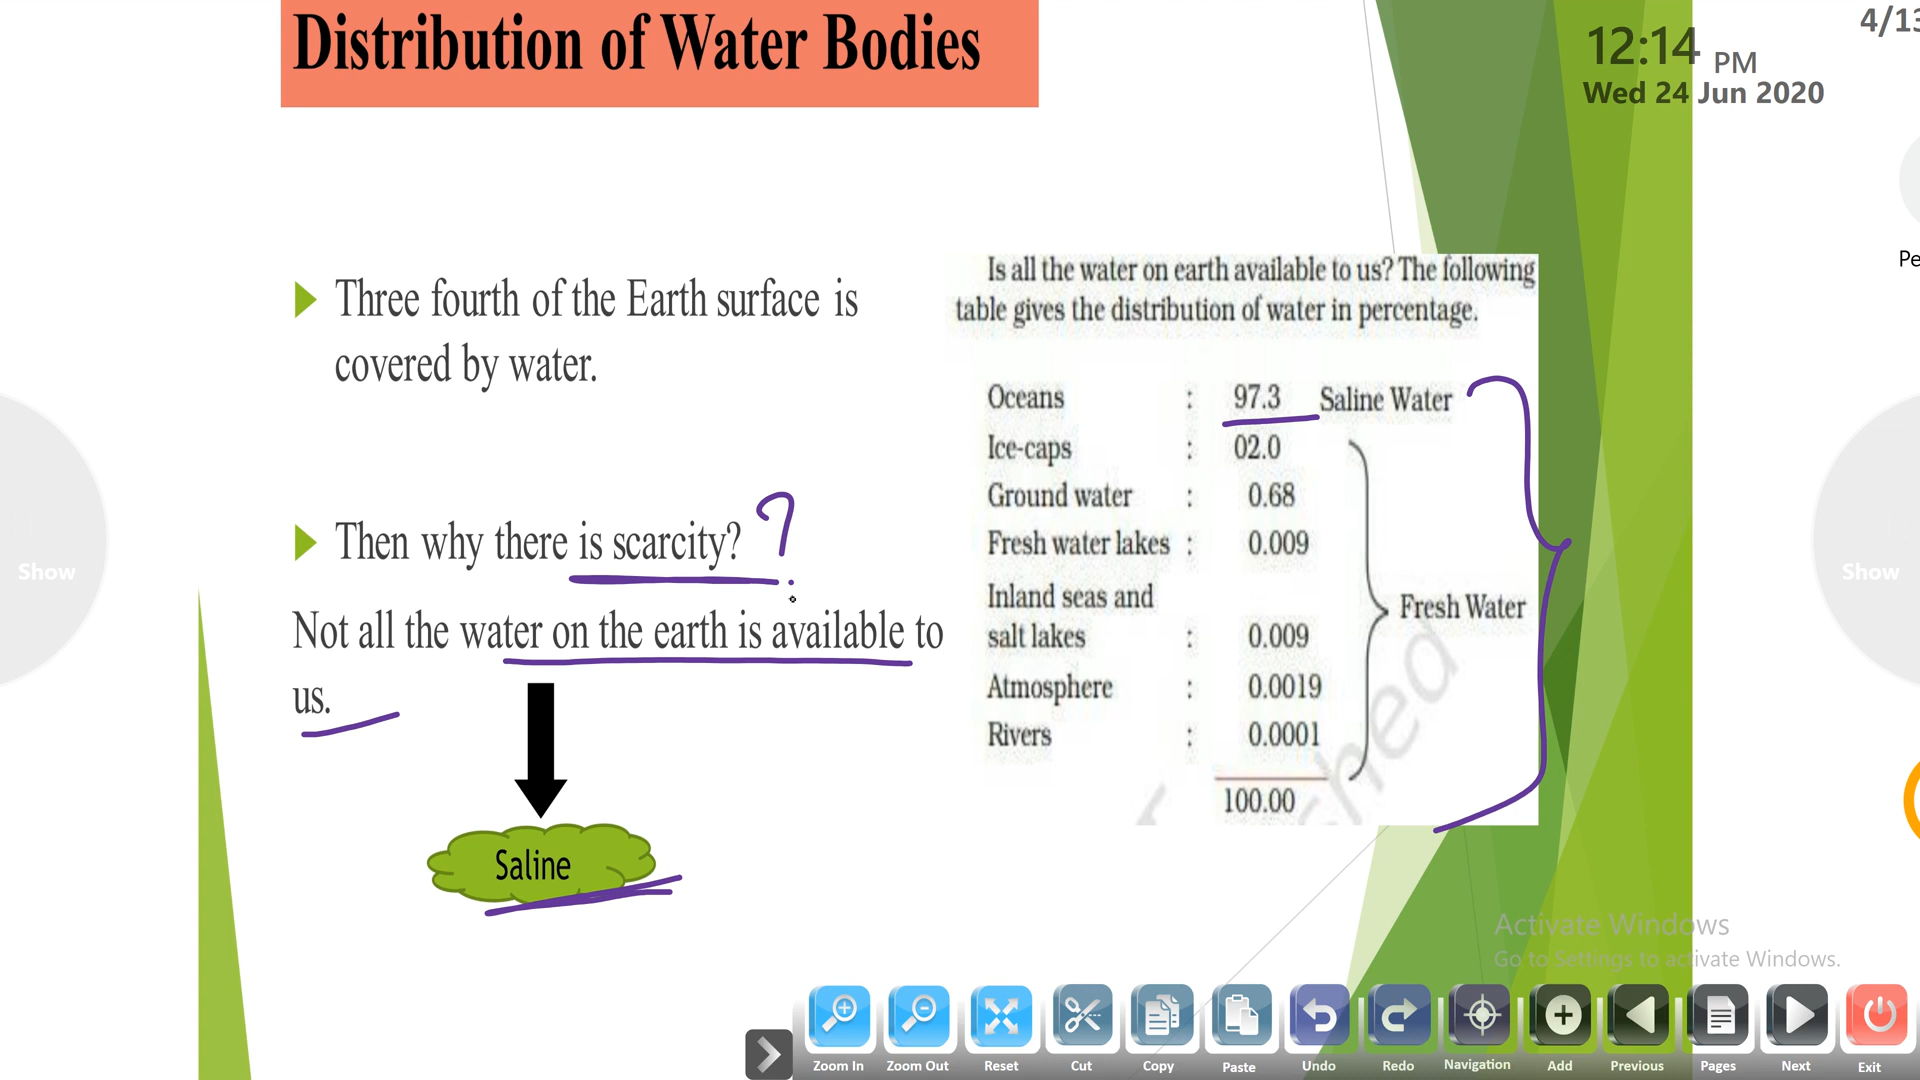 Distribution of Water Bodies
12:14 PM
4/13
Wed 24 Jun 2020
Three fourth of the Earth surface is
covered by water.
Then why there is scarcity? ?
Not all the water on the earth is available to
us.
Saline
Is all the water on earth available to us? The following
table gives the distribution of water in percentage.
Oceans : 97.3 Saline Water
Ice-caps : 02.0
Ground water : 0.68
Fresh water lakes : 0.009
Inland seas and
salt lakes : 0.009
Fresh Water
Atmosphere : 0.0019
Rivers : 0.0001
100.00
shed
Show
Show
Pe
Activate Windows
Go to Settings to activate Windows.
Zoom In Zoom Out Reset Cut Copy Paste Undo Redo Navigation Add Previous Pages Next Exit